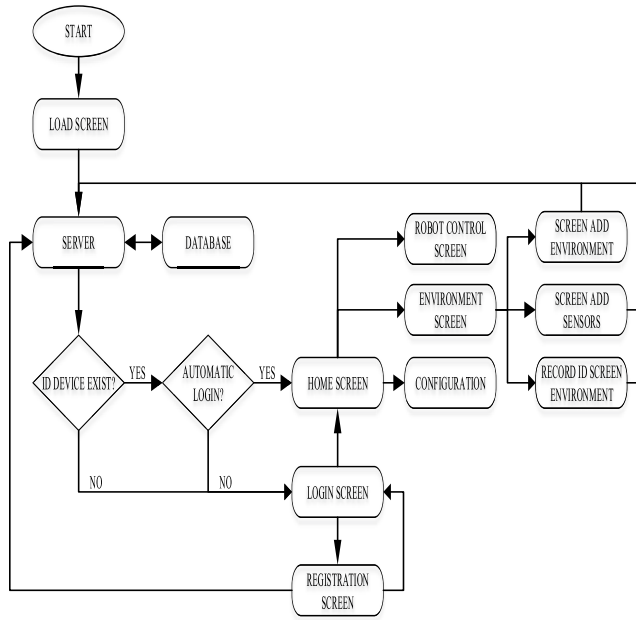 START
LOAD SCREEN
SERVER
DATABASE
ROBOT CONTROL
SCREEN
SCREEN ADD
ENVIRONMENT
ENVIRONMENT
SCREEN
SCREEN ADD
SENSORS
ID DEVICE EXIST?
YES
AUTOMATIC
LOGIN?
YES
HOME SCREEN
CONFIGURATION
RECORD ID SCREEN
ENVIRONMENT
NO
NO
LOGIN SCREEN
REGISTRATION
SCREEN